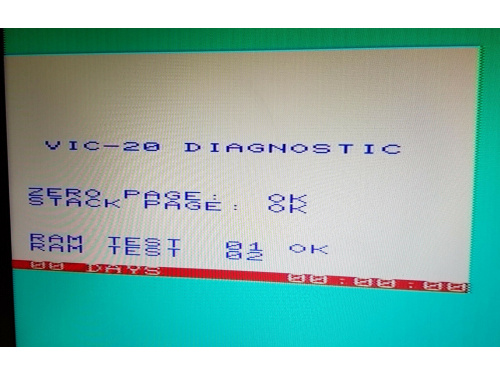 VIC-20 DIAGNOSTIC
ZERO PAGE: OK
STACK PAGE: OK
RAM TEST 01 OK
RAM TEST 02
00 DAYS 00:00:00